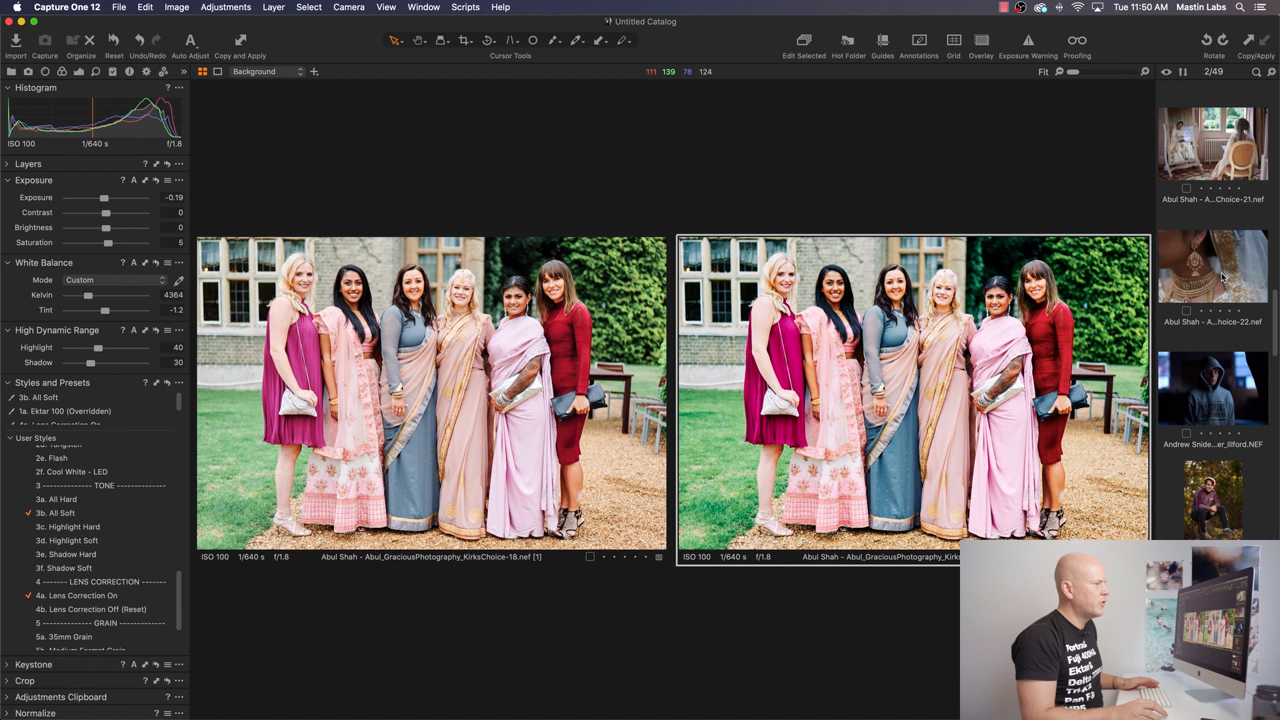 Capture One 12 File Edit View Adjustments Image Layer Select Camera View Window Scripts Help Tue 11:50 AM Mastin Labs
Untitled Catalog
Import Capture Organize Reset Undo/Redo Auto Adjust Copy and Apply Cursor Tools Edit Selected Hot Folder Guides Annotations Grid Overlay Exposure Warning Proofing Rotate Copy/Apply
Background 111 139 78 124 Fit 2/49
Histogram
ISO 100 1/640 s f/1.8
Layers
Exposure
Exposure -0.19
Contrast 0
Brightness 0
Saturation 5
White Balance
Mode Custom
Kelvin 4364
Tint -1.2
High Dynamic Range
Highlight 40
Shadow 30
Styles and Presets
3b. All Soft
1a. Ektar 100 (Overridden)
User Styles
2e. Flash
2f. Cool White - LED
3 -------------- TONE --------------
3a. All Hard
3b. All Soft
3c. Highlight Hard
3d. Highlight Soft
3e. Shadow Hard
3f. Shadow Soft
4 ------- LENS CORRECTION -------
4a. Lens Correction On
4b. Lens Correction Off (Reset)
5 -------------- GRAIN --------------
5a. 35mm Grain
Keystone
Crop
Adjustments Clipboard
Normalize
ISO 100 1/640 s f/1.8 Abul Shah - Abul_GraciousPhotography_KirksChoice-18.nef [1]
ISO 100 1/640 s f/1.8 Abul Shah - Abul_GraciousPhotography_Kirks
Abul Shah - A...Choice-21.nef
Abul Shah - A...hoice-22.nef
Andrew Snide...er_Illford.NEF
Portra
Fuji 400H
Ektar
Delta
Tri-X
Pan F